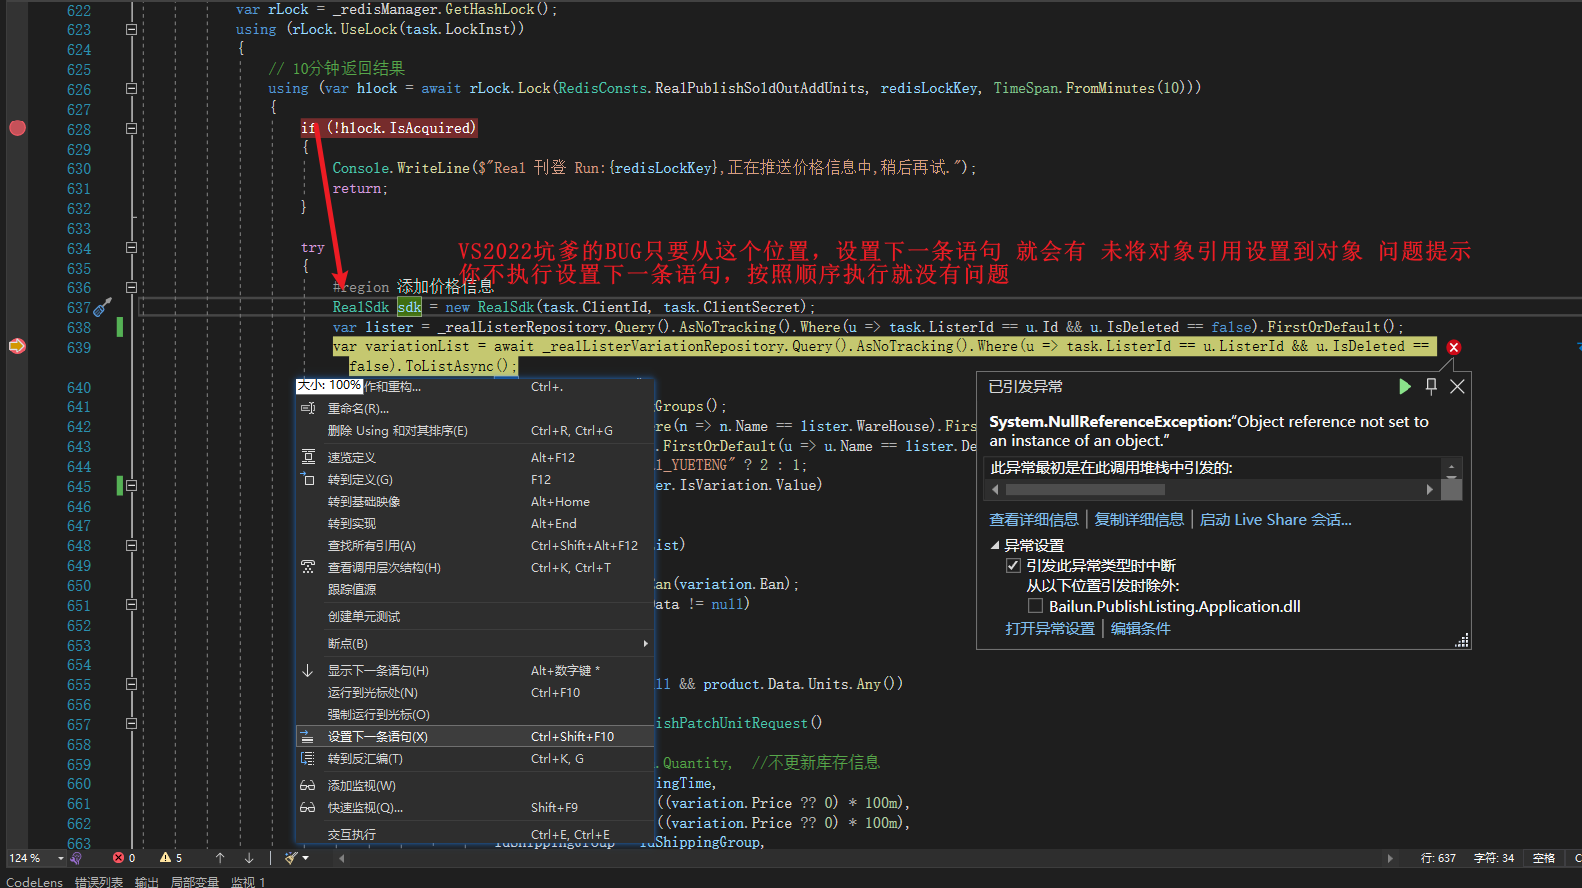 622 var rLock = _redisManager.GetHashLock();
623 using (rLock.UseLock(task.LockInst))
624 {
625 // 10分钟返回结果
626 using (var hlock = await rLock.Lock(RedisConsts.RealPublishSoldOutAddUnits, redisLockKey, TimeSpan.FromMinutes(10)))
627 {
628 if (!hlock.IsAcquired)
629 {
630 Console.WriteLine($"Real 刊登 Run:{redisLockKey},正在推送价格信息中,稍后再试.");
631 return;
632 }
633
634 try
VS2022坑爹的BUG只要从这个位置，设置下一条语句 就会有 未将对象引用设置到对象 问题提示
635 {
你不执行设置下一条语句，按照顺序执行就没有问题
636 #region 添加价格信息
637 RealSdk sdk = new RealSdk(task.ClientId, task.ClientSecret);
638 var lister = _realListerRepository.Query().AsNoTracking().Where(u => task.ListerId == u.Id && u.IsDeleted == false).FirstOrDefault();
639 var variationList = await _realListerVariationRepository.Query().AsNoTracking().Where(u => task.ListerId == u.ListerId && u.IsDeleted ==
false).ToListAsync();
640
641 Groups();
642 re(n => n.Name == lister.WareHouse).Firs
643 .FirstOrDefault(u => u.Name == lister.De
644 l_YUETENG" ? 2 : 1;
645 er.IsVariation.Value)
646
647
648 ist)
649
650 an(variation.Ean);
651 ata != null)
652
653
654
655 ll && product.Data.Units.Any())
656
657 ishPatchUnitRequest()
658
659 .Quantity, //不更新库存信息
660 ingTime,
661 ((variation.Price ?? 0) * 100m),
662 ((variation.Price ?? 0) * 100m),
663 idShippingGroup = idShippingGroup,
大小: 100%
作和重构... Ctrl+.
重命名(R)...
删除 Using 和对其排序(E) Ctrl+R, Ctrl+G
速览定义 Alt+F12
转到定义(G) F12
转到基础映像 Alt+Home
转到实现 Alt+End
查找所有引用(A) Ctrl+Shift+Alt+F12
查看调用层次结构(H) Ctrl+K, Ctrl+T
跟踪值源
创建单元测试
断点(B)
显示下一条语句(H) Alt+数字键 *
运行到光标处(N) Ctrl+F10
强制运行到光标(O)
设置下一条语句(X) Ctrl+Shift+F10
转到反汇编(T) Ctrl+K, G
添加监视(W)
快速监视(Q)... Shift+F9
交互执行 Ctrl+E, Ctrl+E
已引发异常
System.NullReferenceException:“Object reference not set to
an instance of an object.”
此异常最初是在此调用堆栈中引发的:
查看详细信息 | 复制详细信息 | 启动 Live Share 会话...
异常设置
引发此异常类型时中断
从以下位置引发时除外:
Bailun.PublishListing.Application.dll
打开异常设置 | 编辑条件
124 % 0 5 行: 637 字符: 34 空格 C
CodeLens 错误列表 输出 局部变量 监视 1